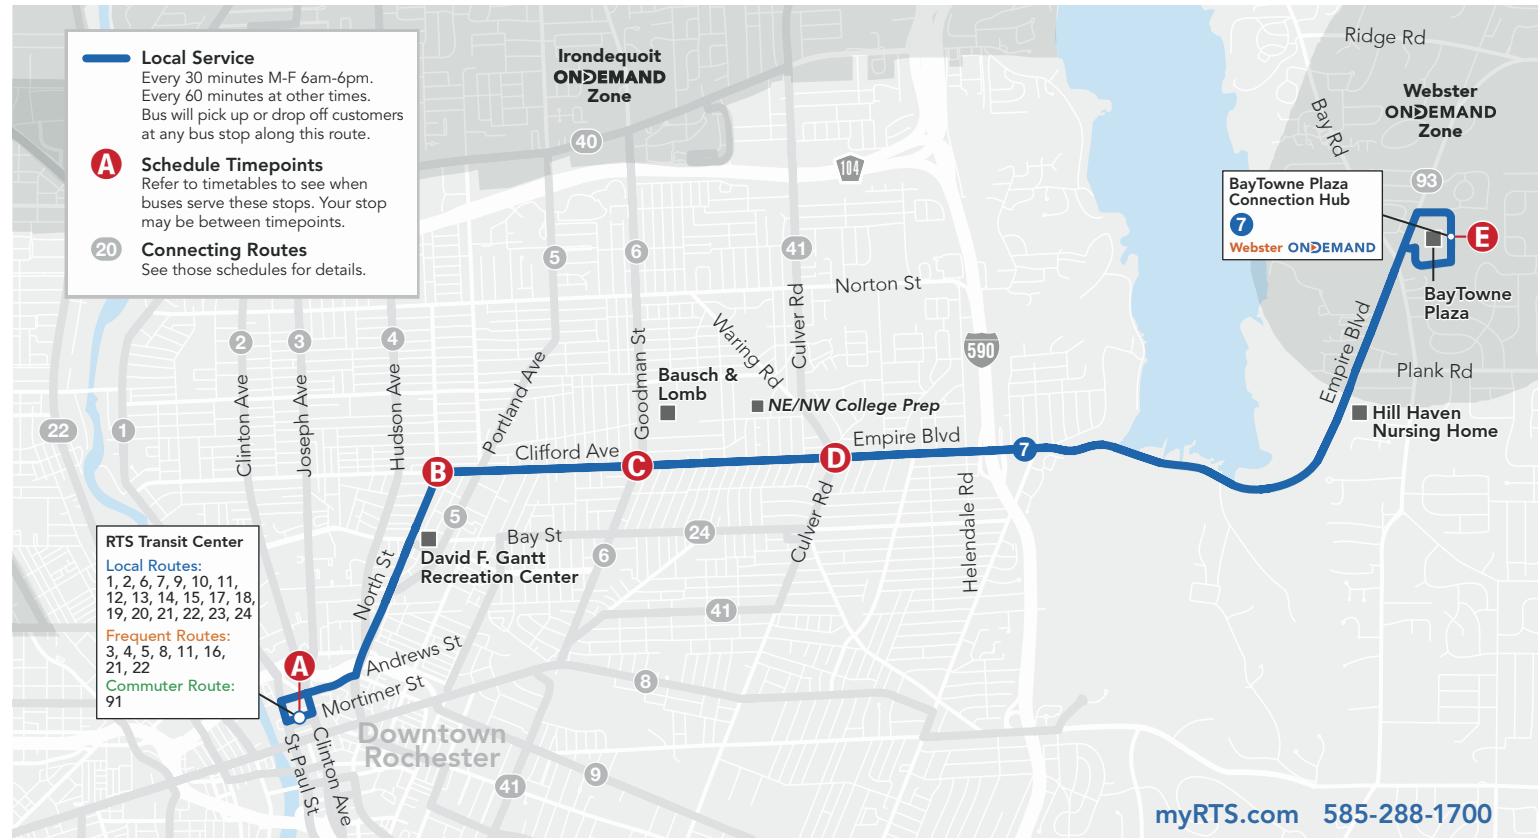 Local Service
Every 30 minutes M-F 6am-6pm.
Every 60 minutes at other times.
Bus will pick up or drop off customers
at any bus stop along this route.
A
Schedule Timepoints
Refer to timetables to see when
buses serve these stops. Your stop
may be between timepoints.
20
Connecting Routes
See those schedules for details.
Irondequoit
ONDEMAND
Zone
40
104
Ridge Rd
Webster
ONDEMAND
Zone
Bay Rd
93
BayTowne Plaza
Connection Hub
7
Webster ONDEMAND
E
BayTowne
Plaza
5
6
41
Norton St
2
3
4
Culver Rd
Waring Rd
590
Goodman St
Portland Ave
Empire Blvd
Plank Rd
Bausch &
Lomb
NE/NW College Prep
Hill Haven
Nursing Home
22
1
Clinton Ave
Joseph Ave
Hudson Ave
Clifford Ave
Empire Blvd
B
C
D
7
5
Bay St
24
6
Culver Rd
Helendale Rd
David F. Gantt
Recreation Center
North St
41
RTS Transit Center
Local Routes:
1, 2, 6, 7, 9, 10, 11,
12, 13, 14, 15, 17, 18,
19, 20, 21, 22, 23, 24
Frequent Routes:
3, 4, 5, 8, 11, 16,
21, 22
Commuter Route:
91
A
Andrews St
Mortimer St
8
Downtown
Rochester
St Paul St
Clinton Ave
9
41
myRTS.com 585-288-1700